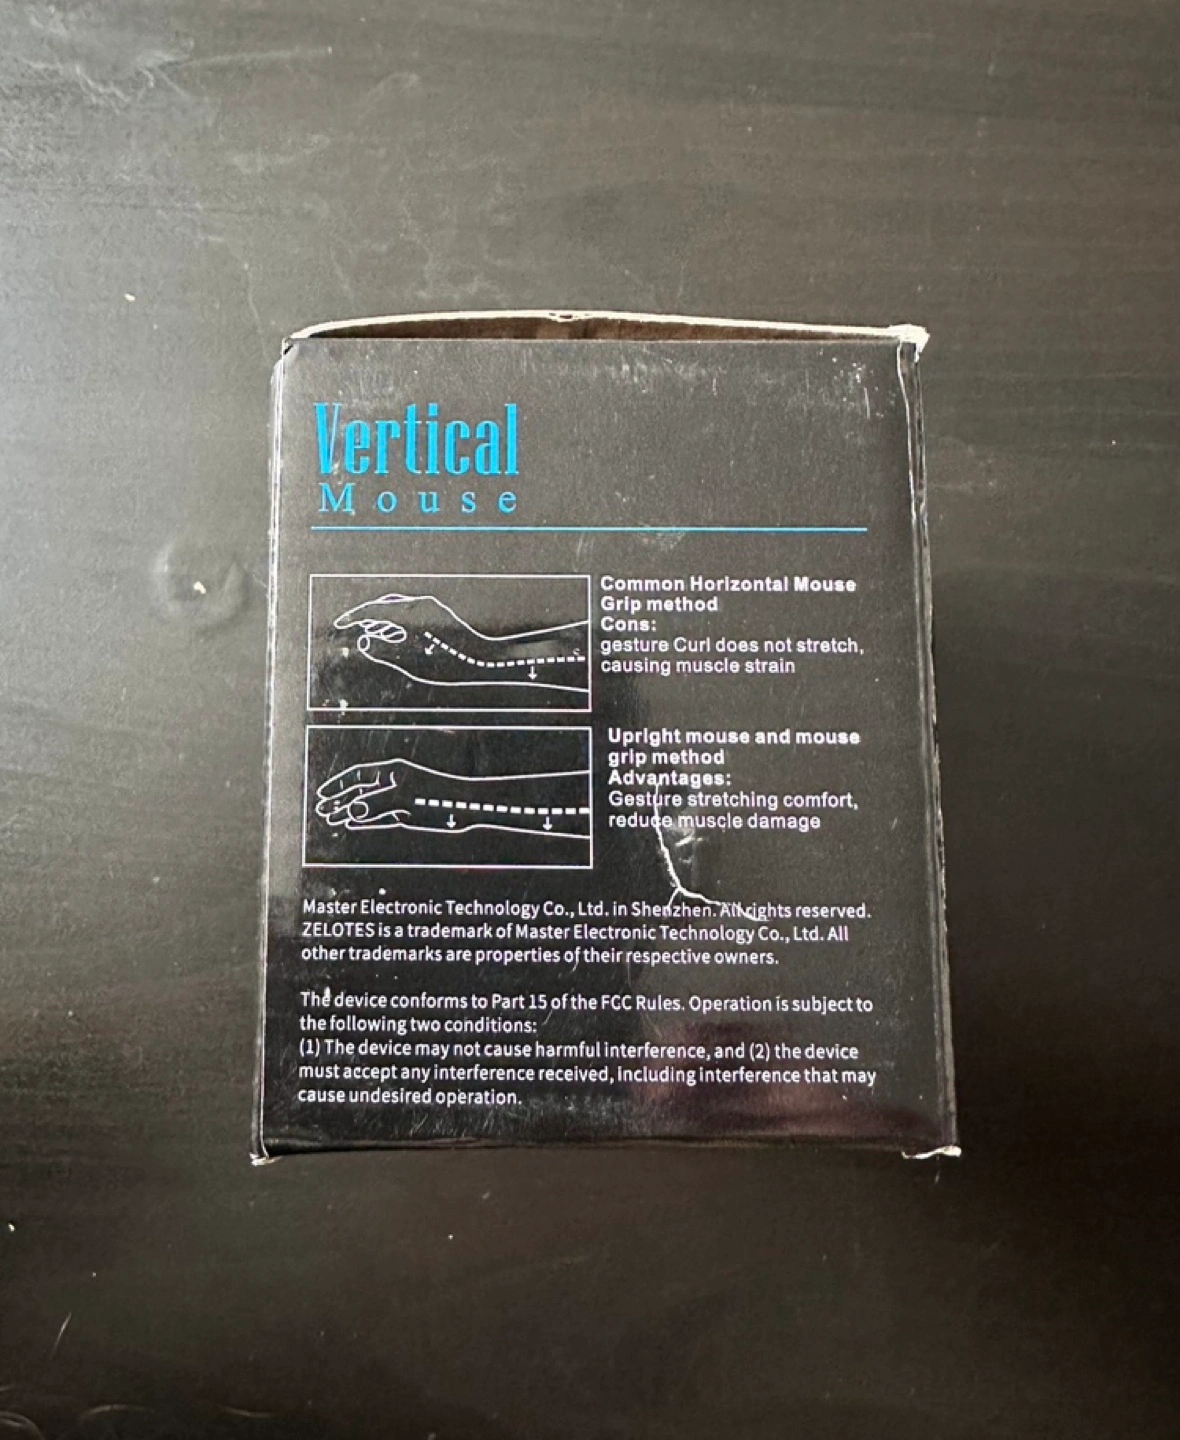 Vertical
Mouse
Common Horizontal Mouse
Grip method
Cons:
gesture Curl does not stretch,
causing muscle strain
Upright mouse and mouse
grip method
Advantages:
Gesture stretching comfort,
reduce muscle damage
Master Electronic Technology Co., Ltd. in Shenzhen. All rights reserved.
ZELOTES is a trademark of Master Electronic Technology Co., Ltd. All
other trademarks are properties of their respective owners.
The device conforms to Part 15 of the FCC Rules. Operation is subject to
the following two conditions:
(1) The device may not cause harmful interference, and (2) the device
must accept any interference received, including interference that may
cause undesired operation.